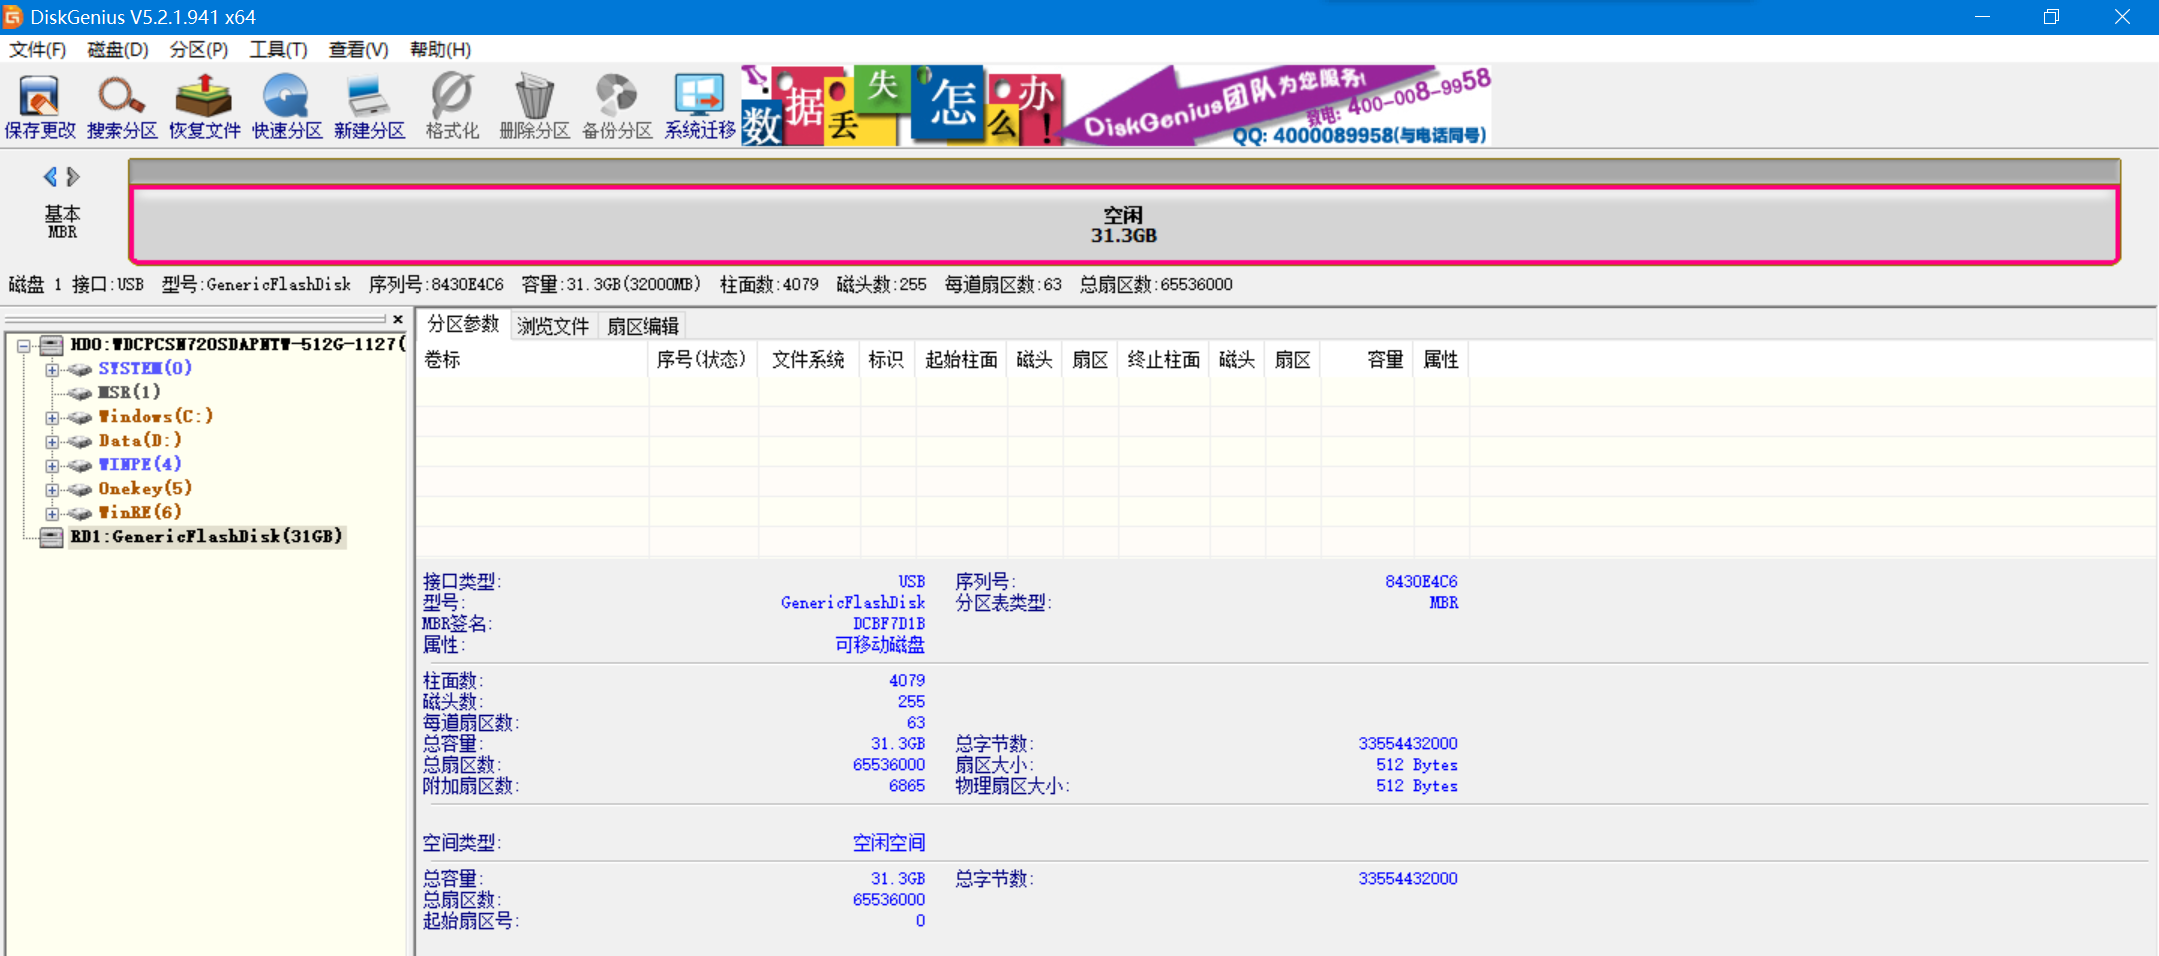 DiskGenius V5.2.1.941 x64
文件(F) 磁盘(D) 分区(P) 工具(T) 查看(V) 帮助(H)
保存更改 搜索分区 恢复文件 快速分区 新建分区 格式化 删除分区 备份分区 系统迁移
数据丢失怎么办!
DiskGenius团队为您服务!
致电: 400-008-9958
QQ: 4000089958(与电话同号)
基本
MBR
空闲
31.3GB
磁盘 1 接口:USB 型号:GenericFlashDisk 序列号:8430E4C6 容量:31.3GB(32000MB) 柱面数:4079 磁头数:255 每道扇区数:63 总扇区数:65536000
HD0:WDCPCSN720SDAPNTW-512G-1127(
SYSTEM(0)
MSR(1)
Windows(C:)
Data(D:)
WINPE(4)
Onekey(5)
WinRE(6)
RD1:GenericFlashDisk(31GB)
分区参数 浏览文件 扇区编辑
卷标 序号(状态) 文件系统 标识 起始柱面 磁头 扇区 终止柱面 磁头 扇区 容量 属性
接口类型: USB 序列号: 8430E4C6
型号: GenericFlashDisk 分区表类型: MBR
MBR签名: DCBF7D1B
属性: 可移动磁盘
柱面数: 4079
磁头数: 255
每道扇区数: 63
总容量: 31.3GB 总字节数: 33554432000
总扇区数: 65536000 扇区大小: 512 Bytes
附加扇区数: 6865 物理扇区大小: 512 Bytes
空间类型: 空闲空间
总容量: 31.3GB 总字节数: 33554432000
总扇区数: 65536000
起始扇区号: 0